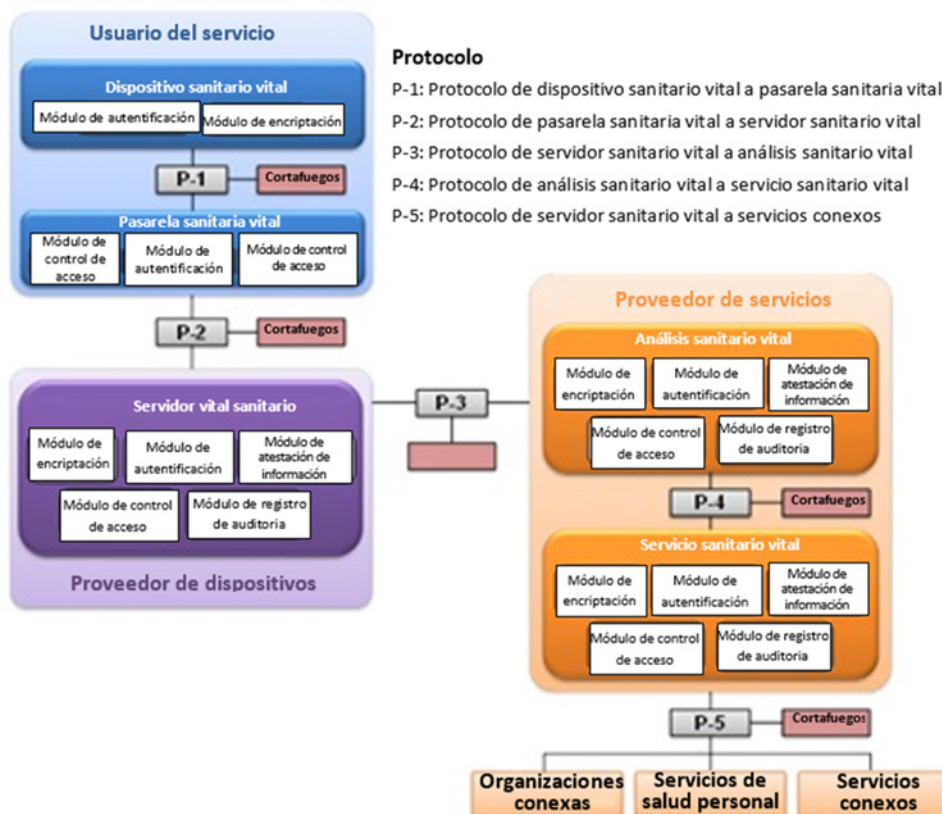 Usuario del servicio
Dispositivo sanitario vital
Módulo de autentificación
Módulo de encriptación
P-1
Cortafuegos
Pasarela sanitaria vital
Módulo de
control de
acceso
Módulo de
autentificación
Módulo de control
de acceso
P-2
Cortafuegos
Protocolo
P-1: Protocolo de dispositivo sanitario vital a pasarela sanitaria vital
P-2: Protocolo de pasarela sanitaria vital a servidor sanitario vital
P-3: Protocolo de servidor sanitario vital a análisis sanitario vital
P-4: Protocolo de análisis sanitario vital a servicio sanitario vital
P-5: Protocolo de servidor sanitario vital a servicios conexos
Servidor vital sanitario
Módulo de
encriptación
Módulo de
autentificación
Módulo de
atestación de
información
Módulo de control
de acceso
Módulo de registro
de auditoria
Proveedor de dispositivos
P-3
Proveedor de servicios
Análisis sanitario vital
Módulo de
encriptación
Módulo de
autentificación
Módulo de
atestación de
información
Módulo de control
de acceso
Módulo de registro
de auditoria
P-4
Cortafuegos
Servicio sanitario vital
Módulo de
encriptación
Módulo de
autentificación
Módulo de
atestación de
información
Módulo de control
de acceso
Módulo de registro
de auditoria
P-5
Cortafuegos
Organizaciones
conexas
Servicios de
salud personal
Servicios
conexos